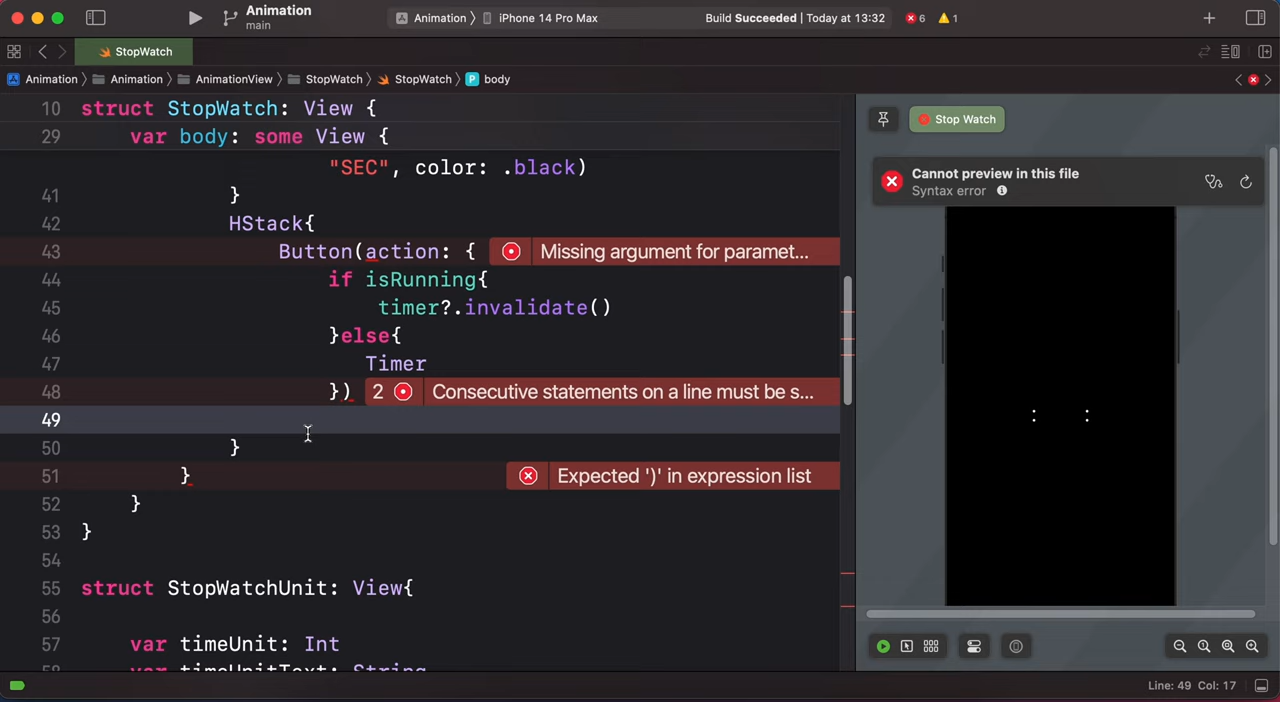 Animation
main
Animation 〉 iPhone 14 Pro Max
Build Succeeded | Today at 13:32
6 1
StopWatch
Animation 〉 Animation 〉 AnimationView 〉 StopWatch 〉 StopWatch 〉 P body
10 struct StopWatch: View {
29 var body: some View {
"SEC", color: .black)
41 }
42 HStack{
43 Button(action: { Missing argument for paramet...
44 if isRunning{
45 timer?.invalidate()
46 }else{
47 Timer
48 }) 2 Consecutive statements on a line must be s...
49
50 }
51 } Expected ')' in expression list
52 }
53 }
54
55 struct StopWatchUnit: View{
56
57 var timeUnit: Int
58 var timeUnitText: String
Stop Watch
Cannot preview in this file
Syntax error
: :
Line: 49 Col: 17